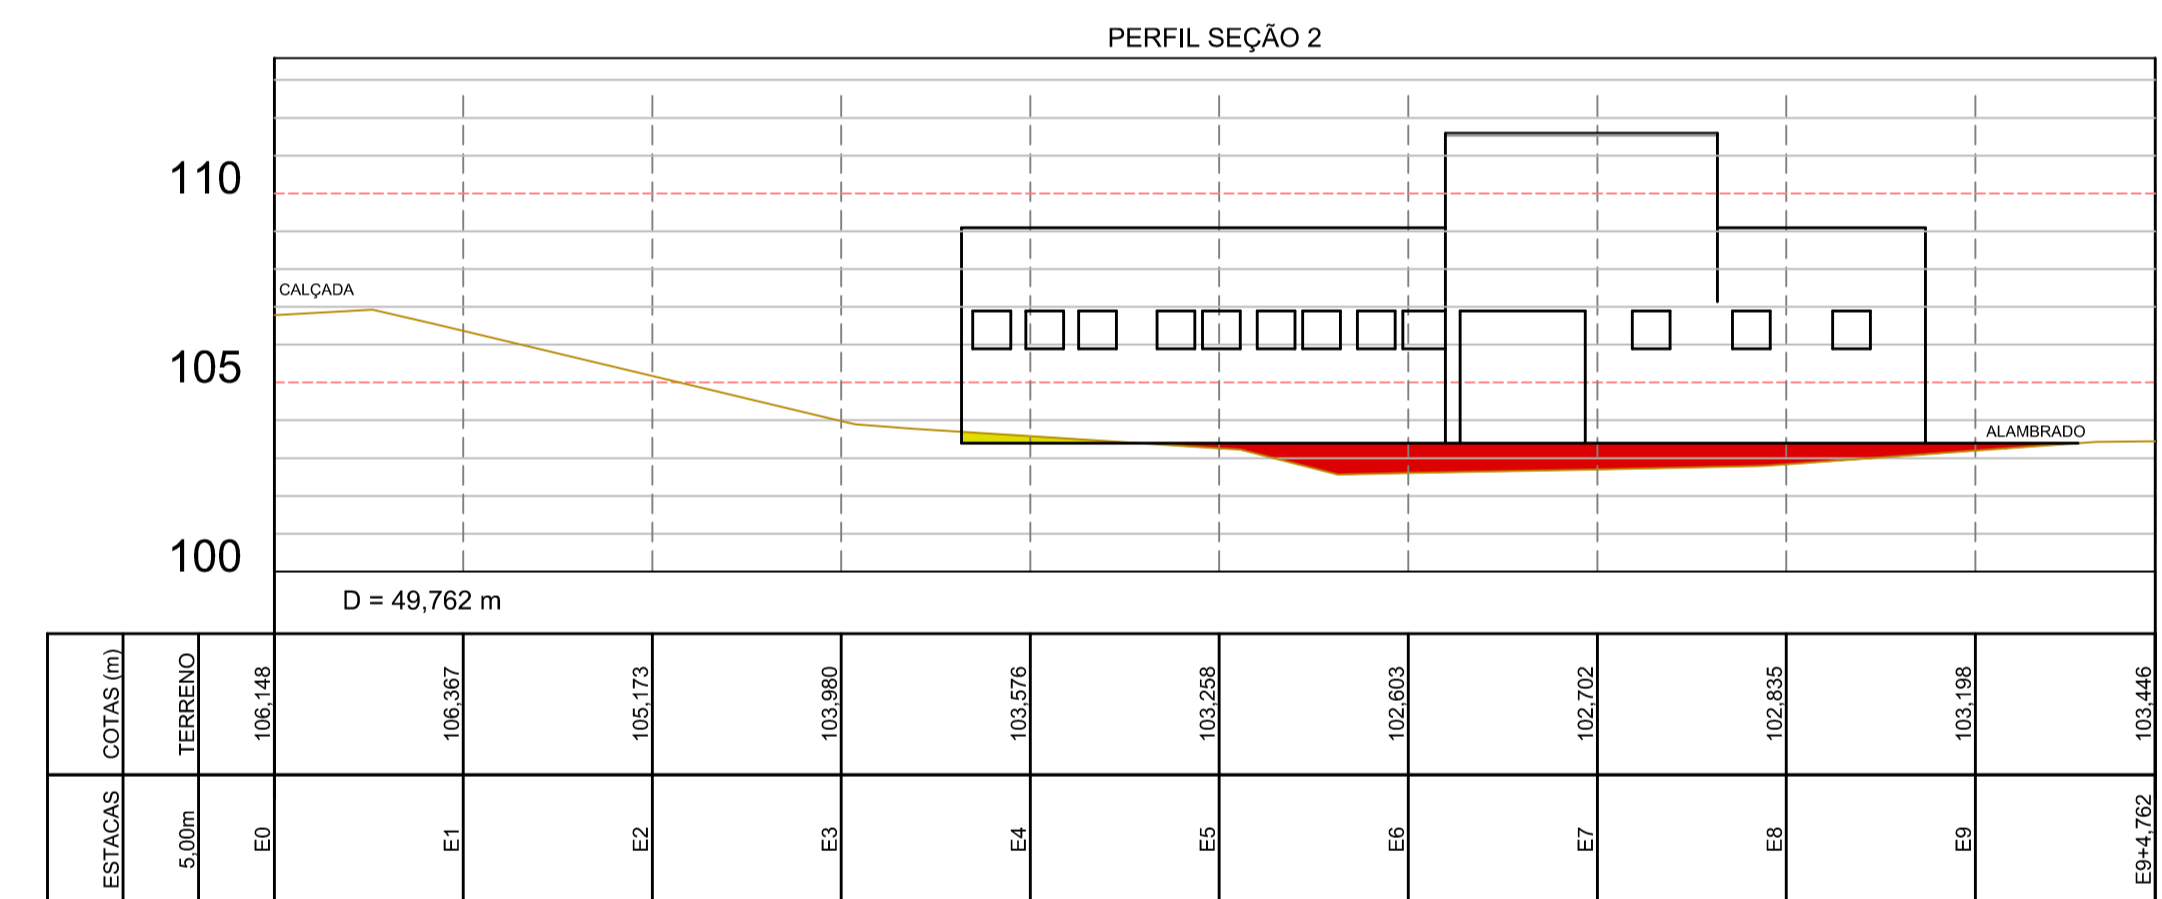 PERFIL SEÇÃO 2
110
CALÇADA
105
ALAMBRADO
100
D = 49,762 m
COTAS (m)
TERRENO
106,148
106,367
105,173
103,980
103,576
103,258
102,603
102,702
102,835
103,198
103,446
ESTACAS
5,00m
E0
E1
E2
E3
E4
E5
E6
E7
E8
E9
E9+4,762